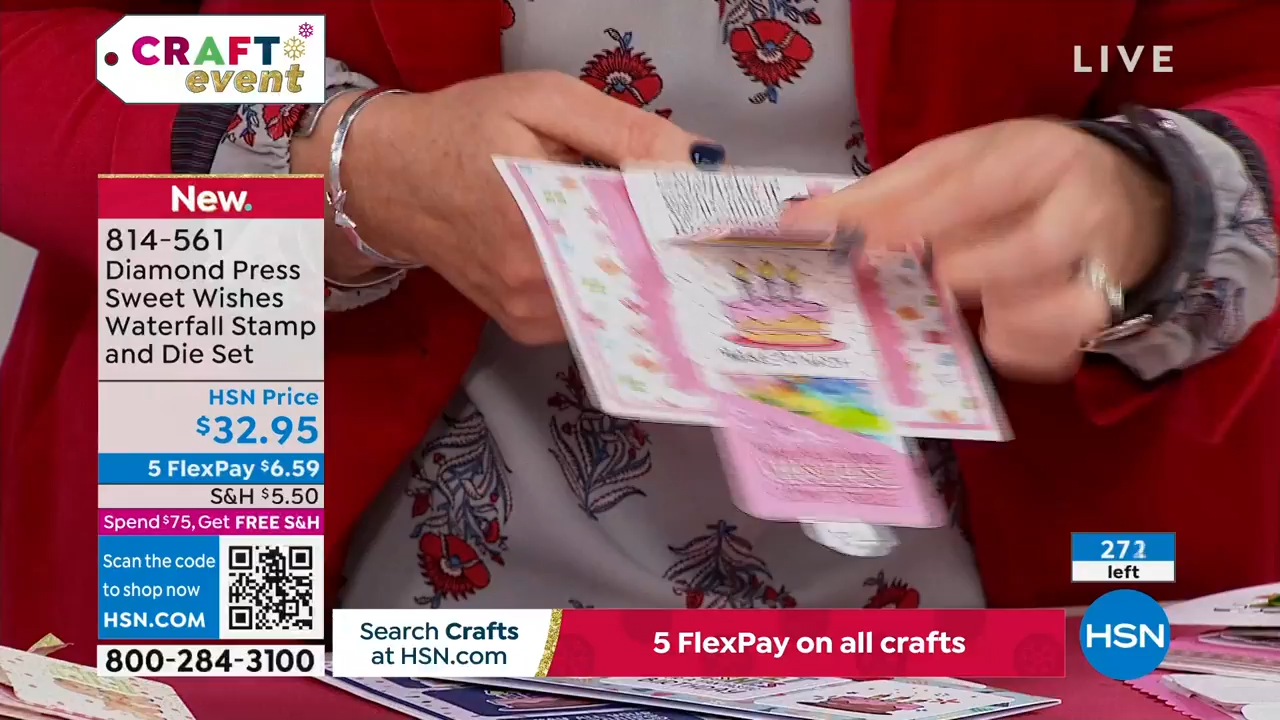 CRAFT
event
LIVE
New.
814-561
Diamond Press
Sweet Wishes
Waterfall Stamp
and Die Set
HSN Price
$32.95
5 FlexPay $6.59
S&H $5.50
Spend $75, Get FREE S&H
Scan the code
to shop now
HSN.COM
800-284-3100
Search Crafts
at HSN.com
5 FlexPay on all crafts
left
HSN